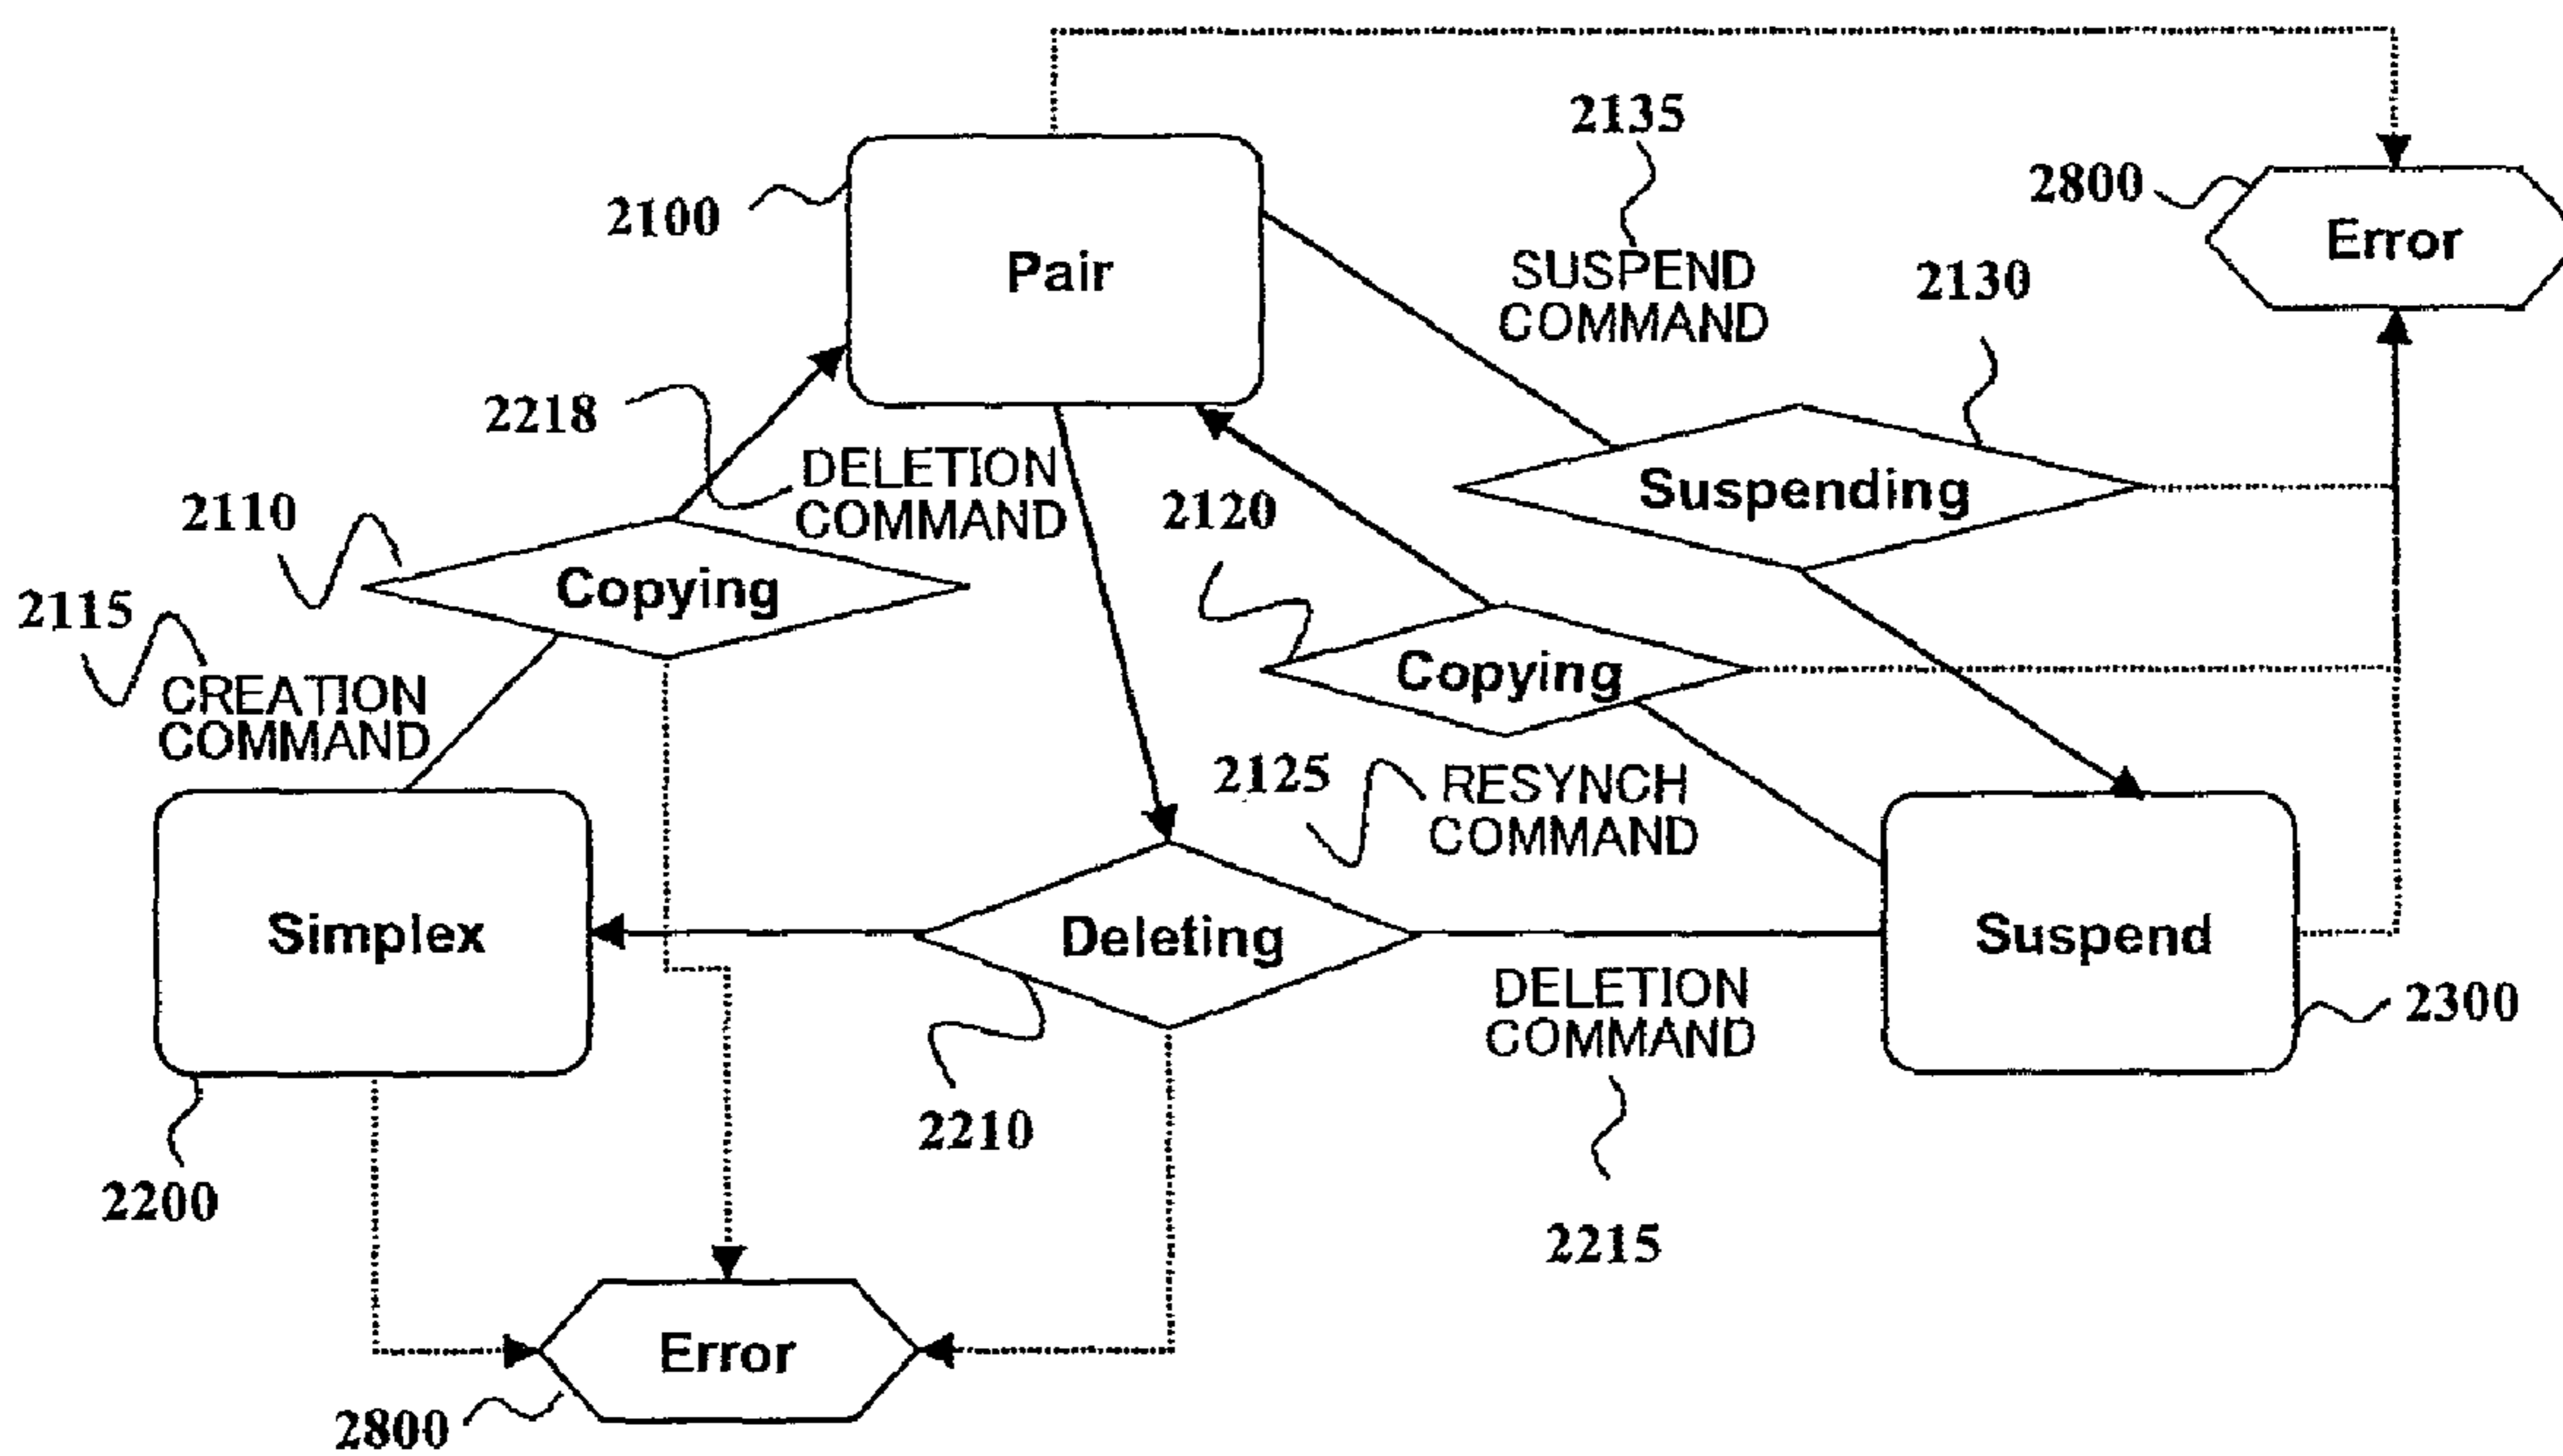 2135
2800
2100
Pair
Error
SUSPEND
COMMAND
2130
2218
DELETION
COMMAND
2120
Suspending
2110
Copying
2115
CREATION
COMMAND
Copying
2125
RESYNCH
COMMAND
Simplex
Deleting
Suspend
DELETION
COMMAND
2300
2210
2200
2215
Error
2800